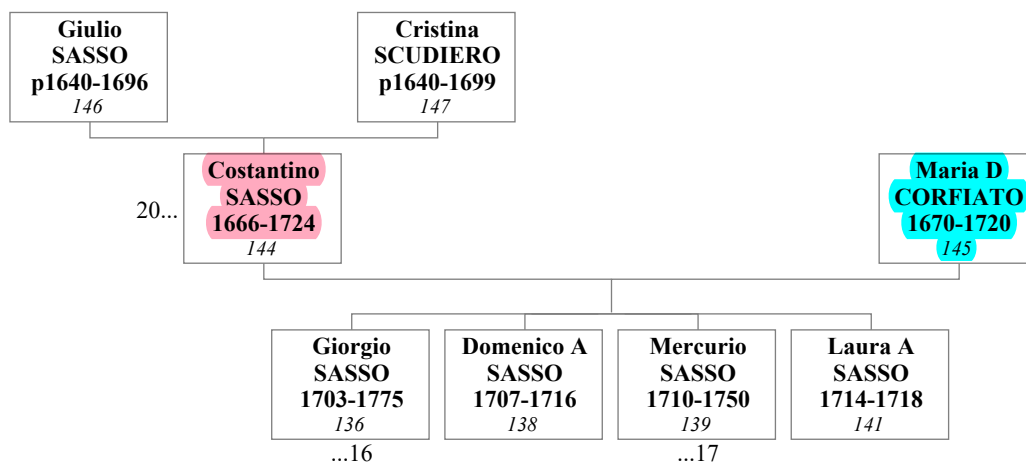 Giulio
SASSO
p1640-1696
146
Cristina
SCUDIERO
p1640-1699
147
20...
Costantino
SASSO
1666-1724
144
Maria D
CORFIATO
1670-1720
145
Giorgio
SASSO
1703-1775
136
...16
Domenico A
SASSO
1707-1716
138
Mercurio
SASSO
1710-1750
139
...17
Laura A
SASSO
1714-1718
141